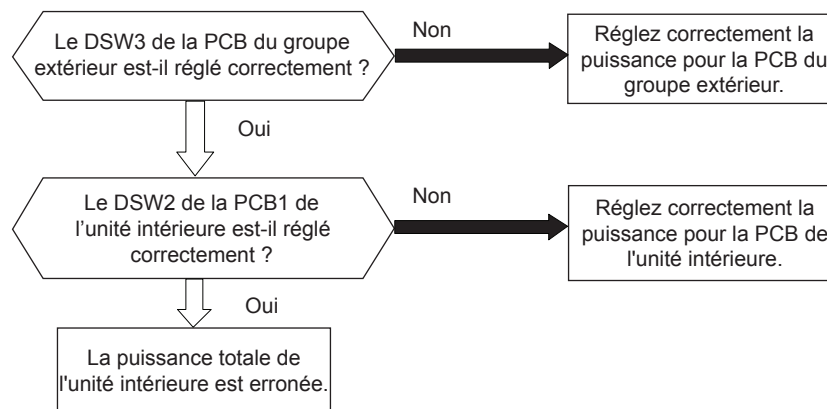 Le DSW3 de la PCB du groupe
extérieur est-il réglé correctement ?
Non
Réglez correctement la
puissance pour la PCB du
groupe extérieur.
Oui
Le DSW2 de la PCB1 de
l’unité intérieure est-il réglé
correctement ?
Non
Réglez correctement la
puissance pour la PCB de
l'unité intérieure.
Oui
La puissance totale de
l'unité intérieure est erronée.